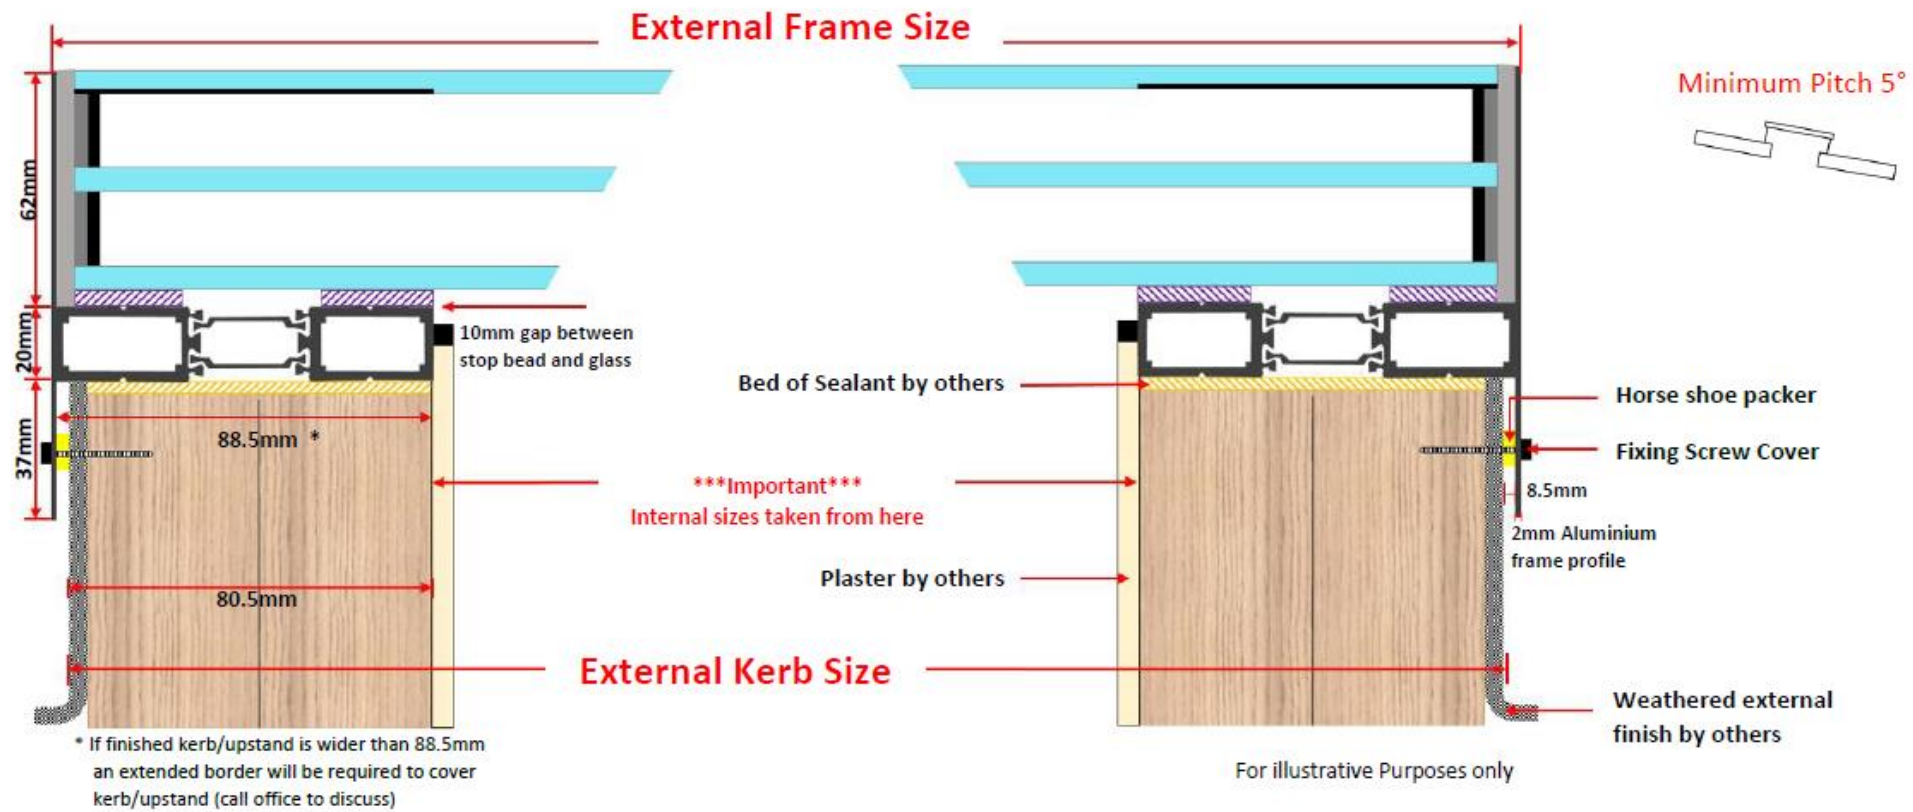 External Frame Size
Minimum Pitch 5°
62mm
20mm
37mm
10mm gap between
stop bead and glass
Bed of Sealant by others
Horse shoe packer
88.5mm *
Fixing Screw Cover
***Important***
Internal sizes taken from here
8.5mm
2mm Aluminium
frame profile
Plaster by others
80.5mm
External Kerb Size
Weathered external
finish by others
* If finished kerb/upstand is wider than 88.5mm
an extended border will be required to cover
kerb/upstand (call office to discuss)
For illustrative Purposes only